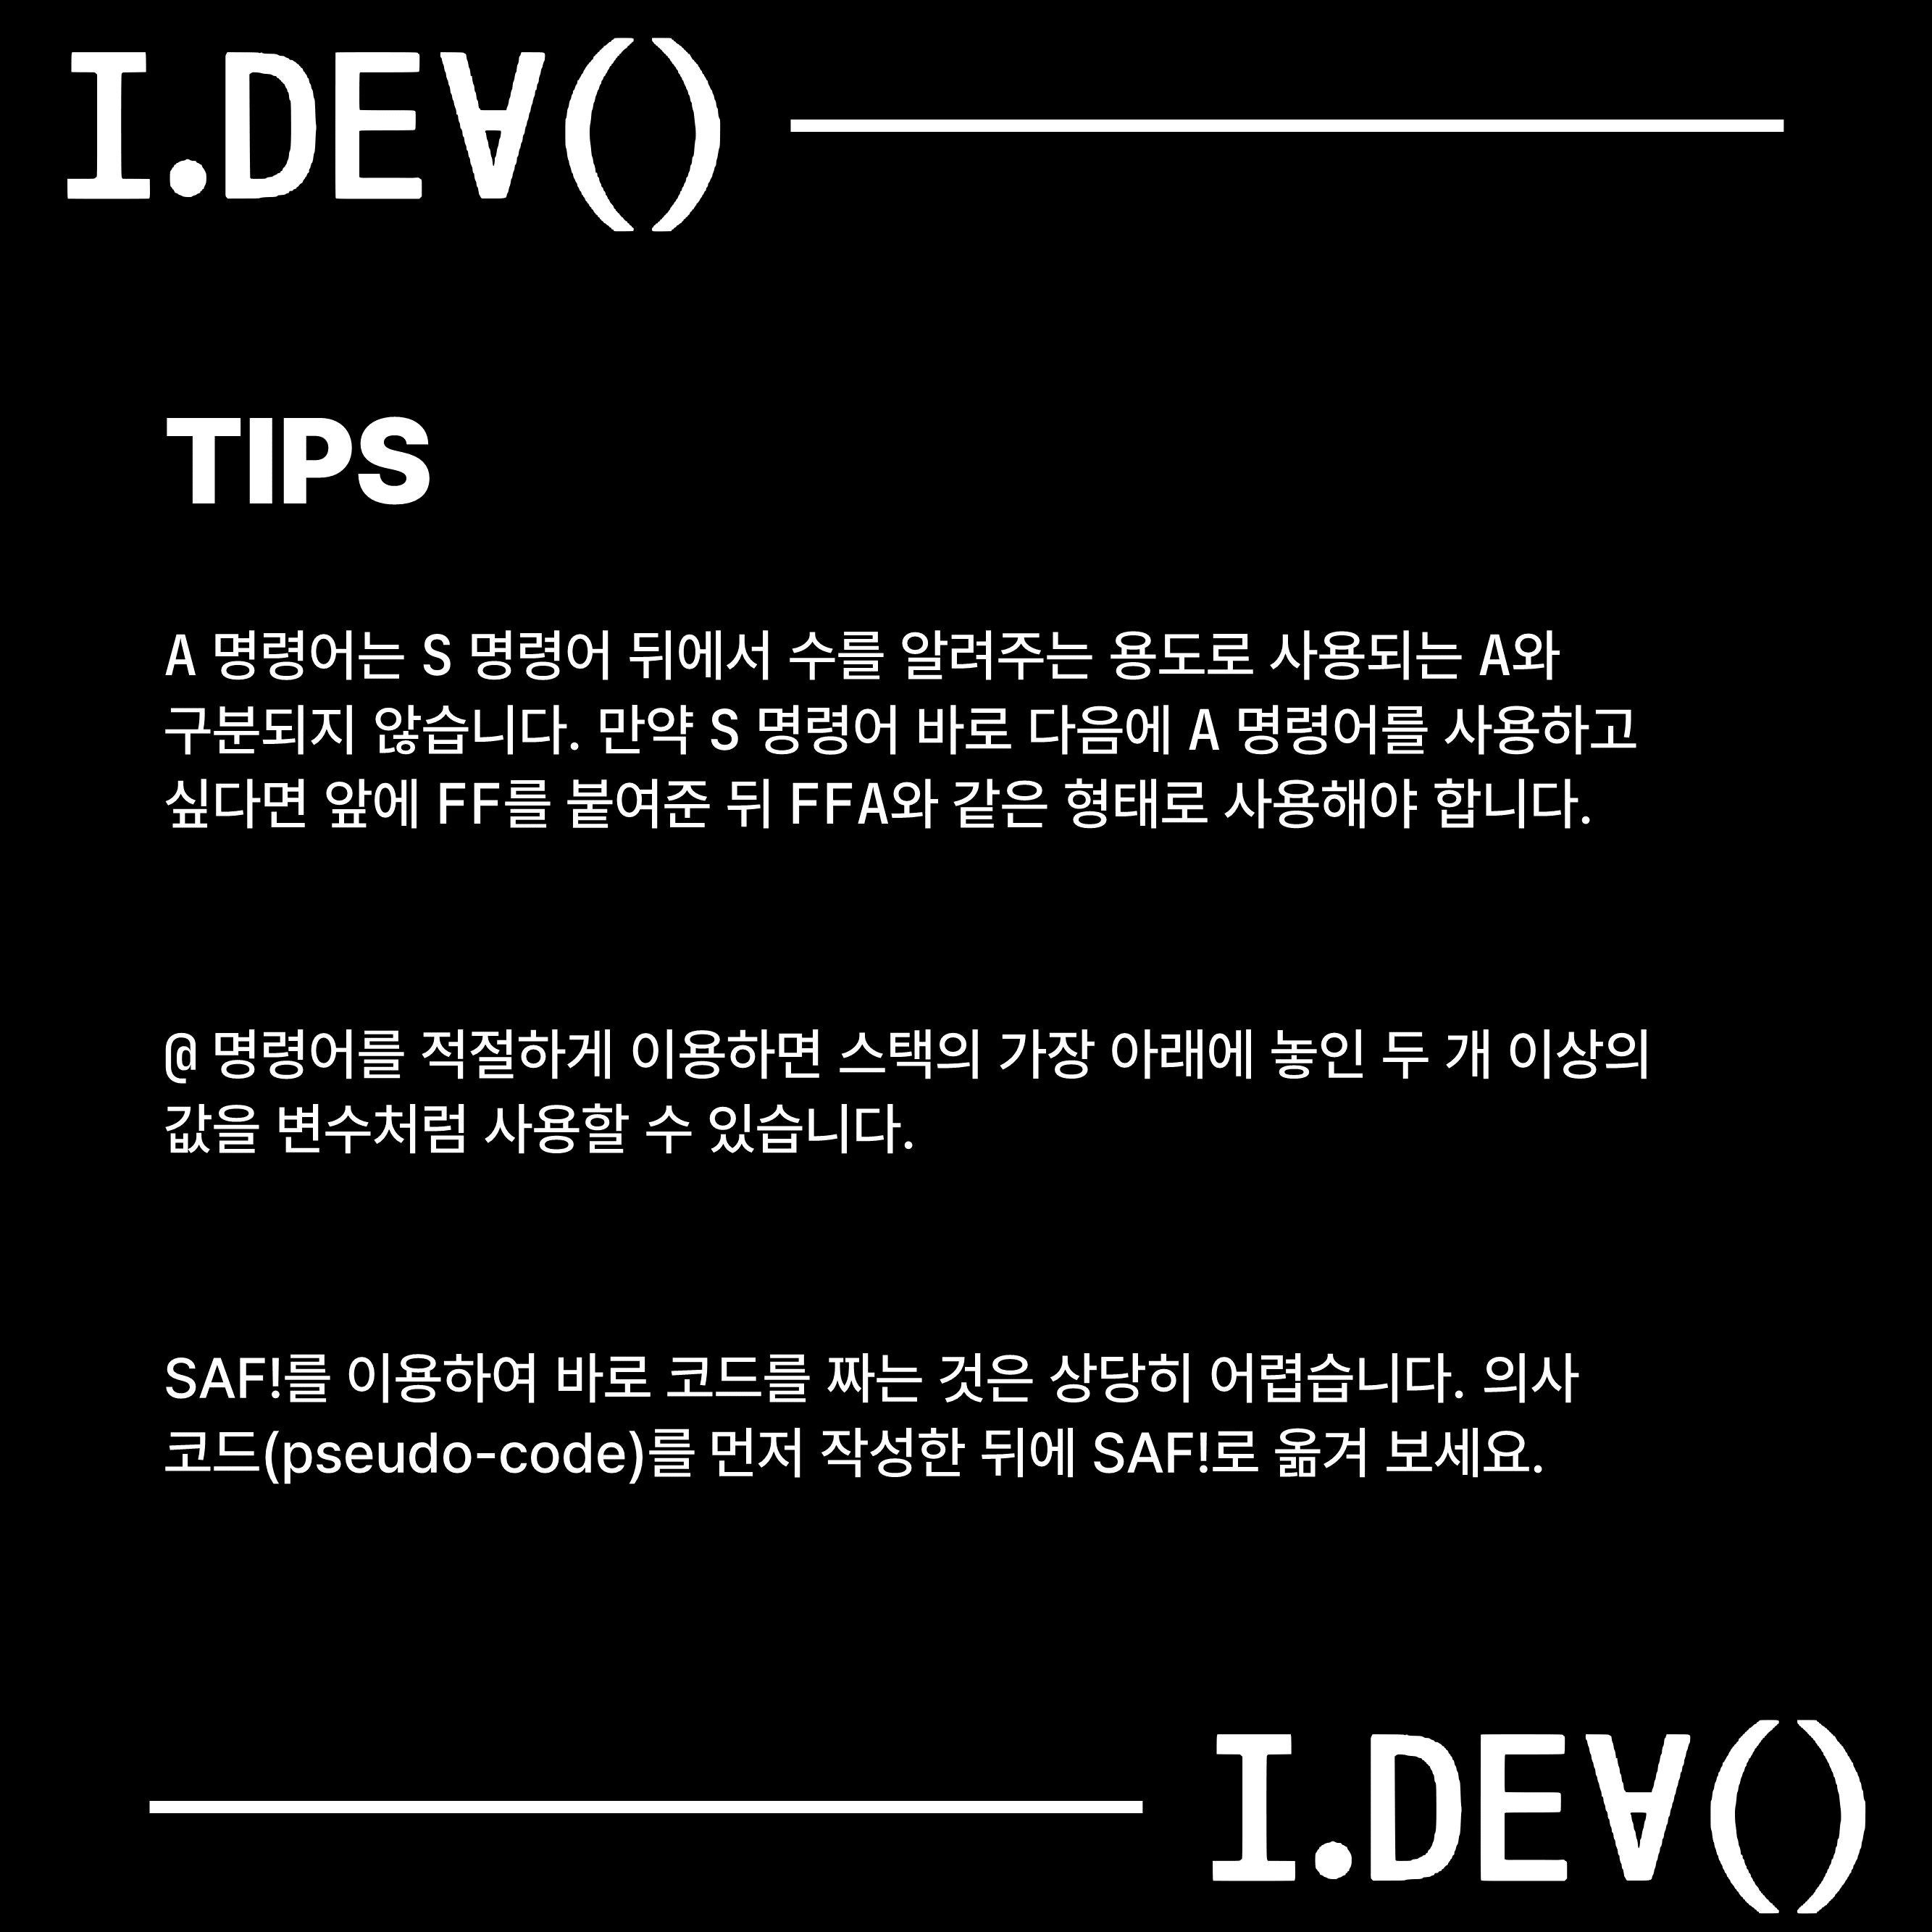 I.DEV()
TIPS
A 명령어는 S 명령어 뒤에서 수를 알려주는 용도로 사용되는 A와
구분되지 않습니다. 만약 S 명령어 바로 다음에 A 명령어를 사용하고
싶다면 앞에 FF를 붙여준 뒤 FFA와 같은 형태로 사용해야 합니다.
@ 명령어를 적절하게 이용하면 스택의 가장 아래에 놓인 두 개 이상의
값을 변수처럼 사용할 수 있습니다.
SAF!를 이용하여 바로 코드를 짜는 것은 상당히 어렵습니다. 의사
코드(pseudo-code)를 먼저 작성한 뒤에 SAF!로 옮겨 보세요.
I.DEV()